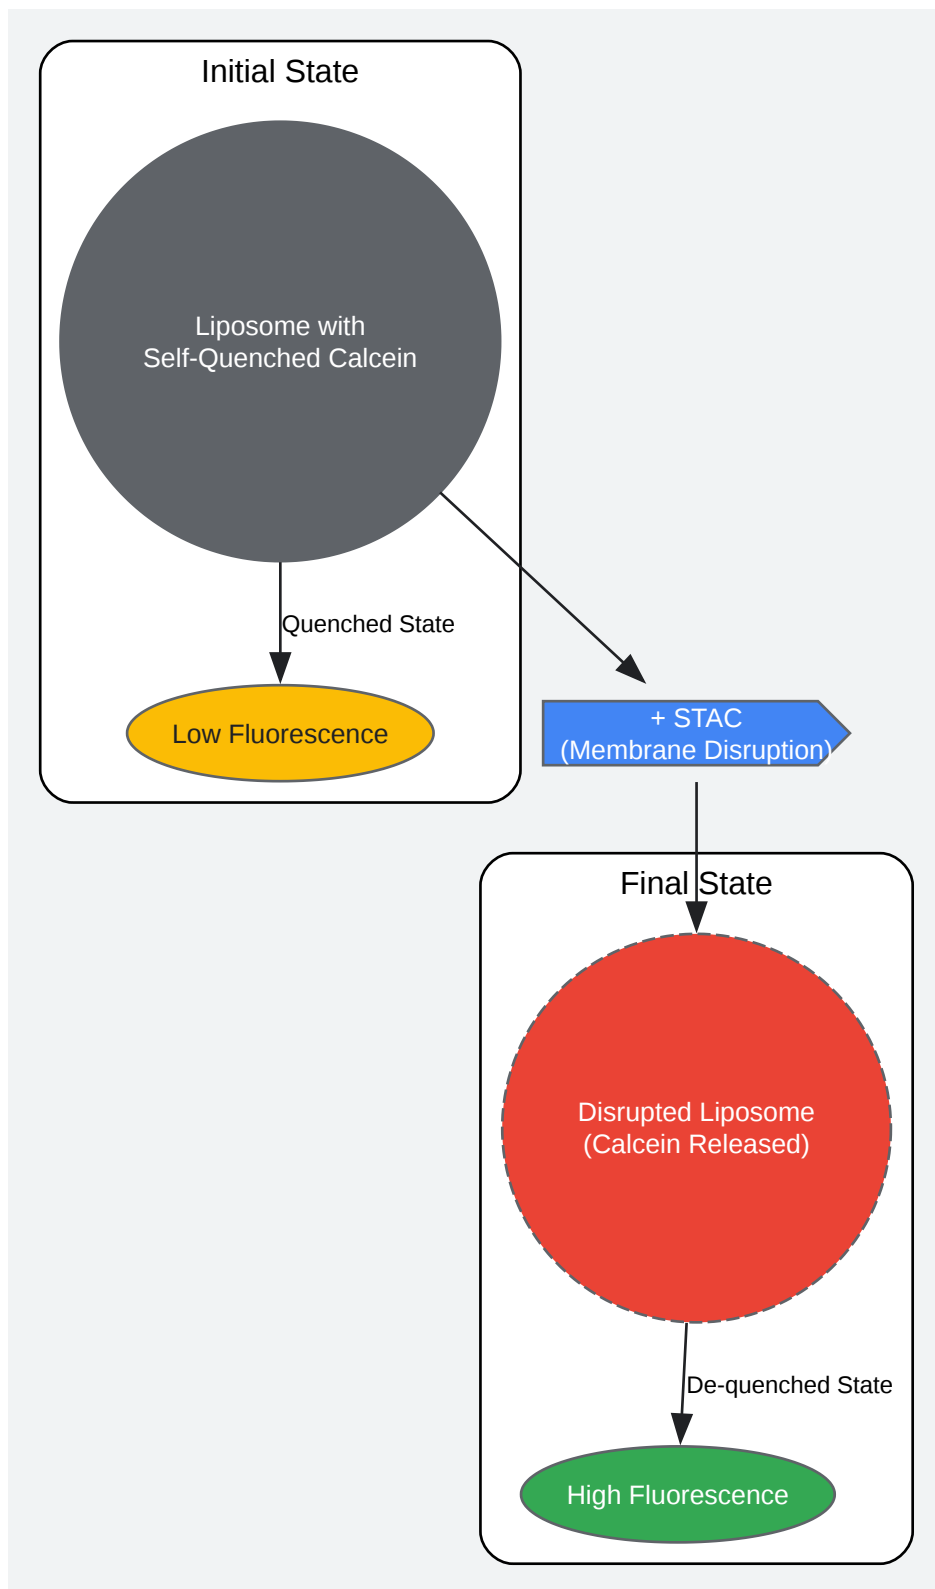 Initial State
Liposome with
Self-Quenched Calcein
Quenched State
Low Fluorescence
+ STAC
(Membrane Disruption)
Final State
Disrupted Liposome
(Calcein Released)
De-quenched State
High Fluorescence